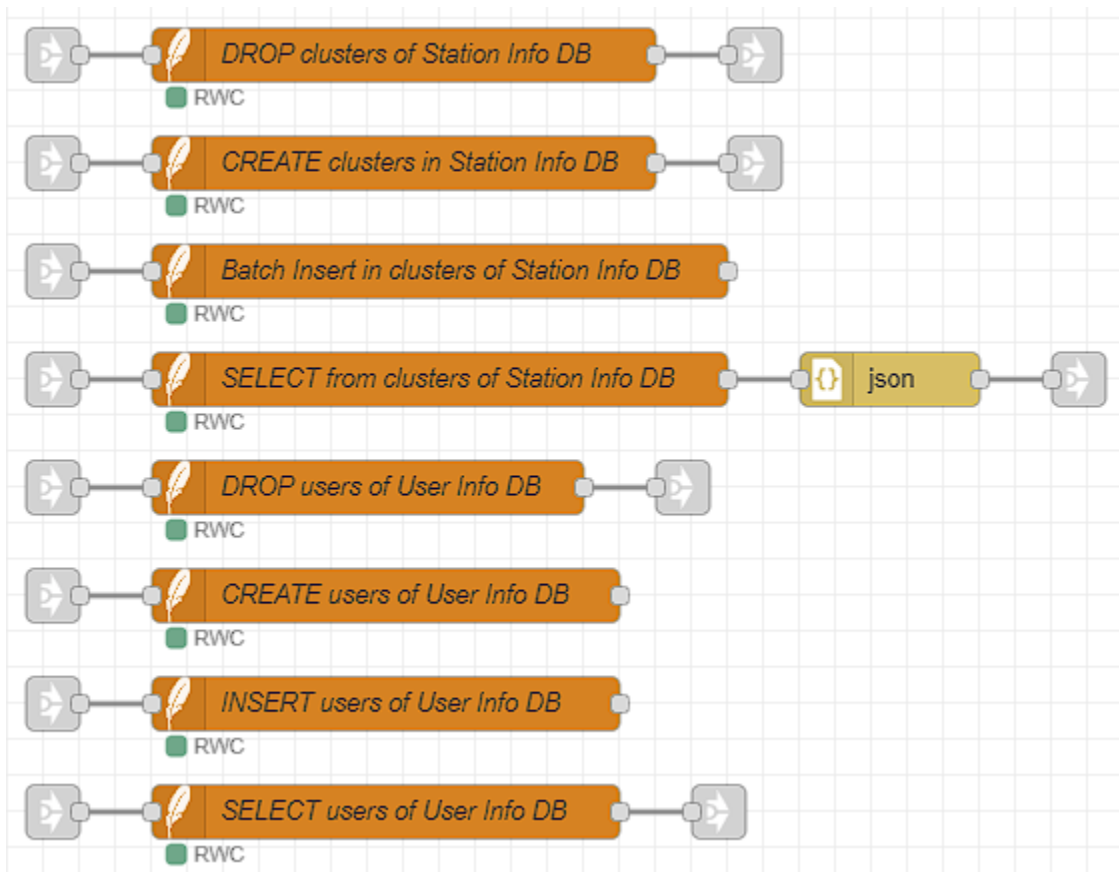 DROP clusters of Station Info DB
RWC
CREATE clusters in Station Info DB
RWC
Batch Insert in clusters of Station Info DB
RWC
SELECT from clusters of Station Info DB
{} json
RWC
DROP users of User Info DB
RWC
CREATE users of User Info DB
RWC
INSERT users of User Info DB
RWC
SELECT users of User Info DB
RWC